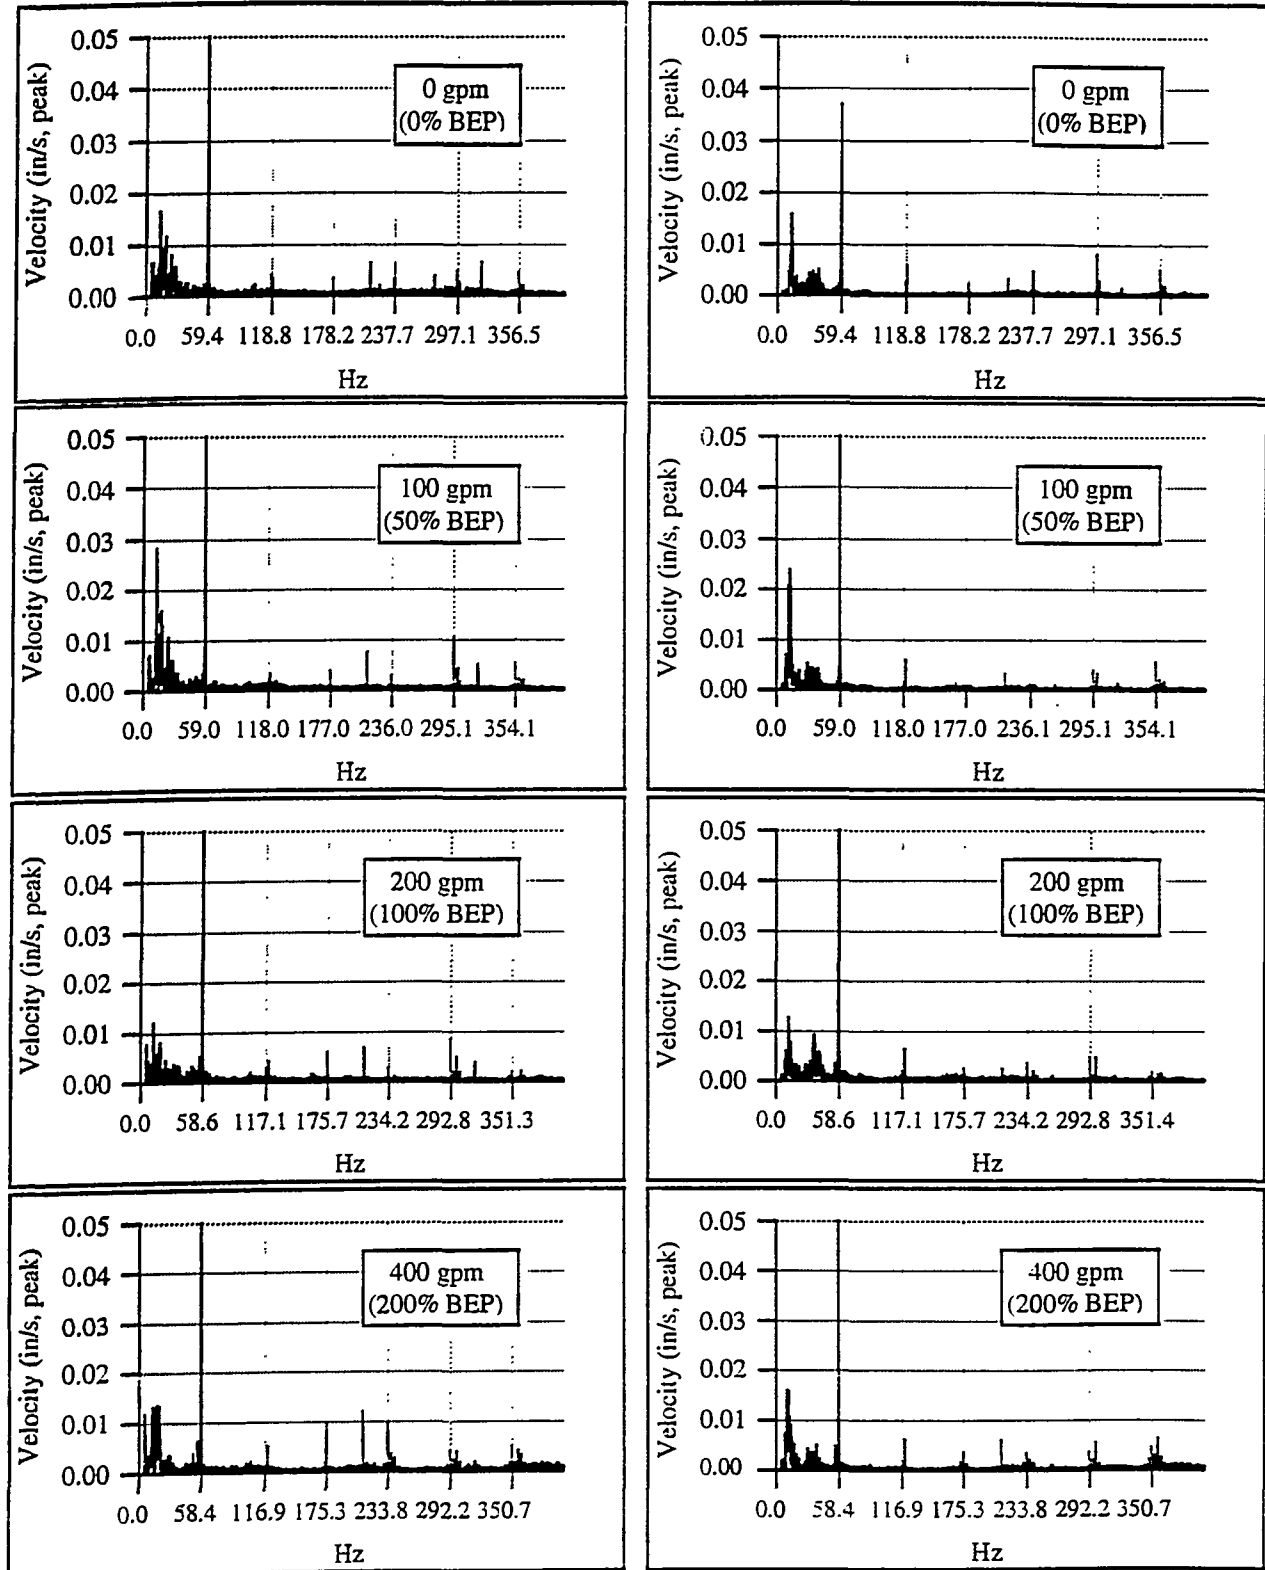 Velocity (in/s, peak)
0.05
0.04
0.03
0.02
0.01
0.00
0 gpm
(0% BEP)
0.0 59.4 118.8 178.2 237.7 297.1 356.5
Hz
Velocity (in/s, peak)
0.05
0.04
0.03
0.02
0.01
0.00
0 gpm
(0% BEP)
0.0 59.4 118.8 178.2 237.7 297.1 356.5
Hz
Velocity (in/s, peak)
0.05
0.04
0.03
0.02
0.01
0.00
100 gpm
(50% BEP)
0.0 59.0 118.0 177.0 236.0 295.1 354.1
Hz
Velocity (in/s, peak)
0.05
0.04
0.03
0.02
0.01
0.00
100 gpm
(50% BEP)
0.0 59.0 118.0 177.0 236.1 295.1 354.1
Hz
Velocity (in/s, peak)
0.05
0.04
0.03
0.02
0.01
0.00
200 gpm
(100% BEP)
0.0 58.6 117.1 175.7 234.2 292.8 351.3
Hz
Velocity (in/s, peak)
0.05
0.04
0.03
0.02
0.01
0.00
200 gpm
(100% BEP)
0.0 58.6 117.1 175.7 234.2 292.8 351.4
Hz
Velocity (in/s, peak)
0.05
0.04
0.03
0.02
0.01
0.00
400 gpm
(200% BEP)
0.0 58.4 116.9 175.3 233.8 292.2 350.7
Hz
Velocity (in/s, peak)
0.05
0.04
0.03
0.02
0.01
0.00
400 gpm
(200% BEP)
0.0 58.4 116.9 175.3 233.8 292.2 350.7
Hz